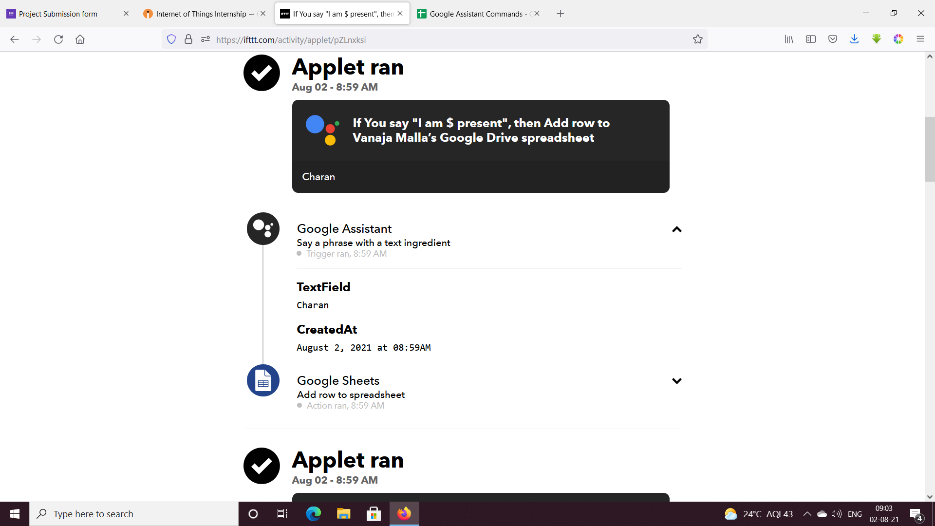 Project Submission form
Internet of Things Internship —
If You say "I am $ present", then
Google Assistant Commands -
https://ifttt.com/activity/applet/pZLnxksi
Applet ran
Aug 02 - 8:59 AM
If You say "I am $ present", then Add row to
Vanaja Malla's Google Drive spreadsheet
Charan
Google Assistant
Say a phrase with a text ingredient
Trigger ran, 8:59 AM
TextField
Charan
CreatedAt
August 2, 2021 at 08:59AM
Google Sheets
Add row to spreadsheet
Action ran, 8:59 AM
Applet ran
Aug 02 - 8:59 AM
Type here to search
24°C AQI 43
ENG
09:03
02-08-21
4